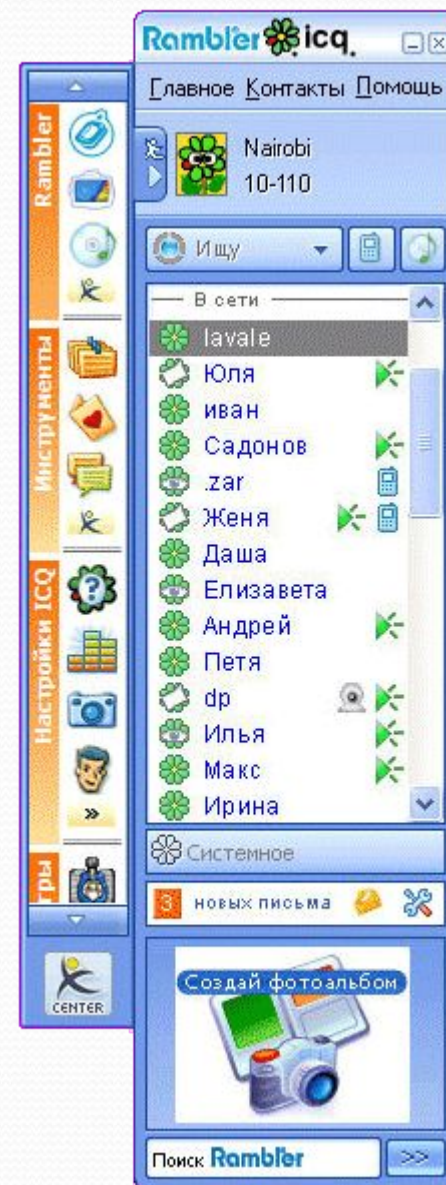 Rambler icq
Главное Контакты Помощь
Nairobi
10-110
Ищу
В сети
lavale
Юля
иван
Садонов
.zar
Женя
Даша
Елизавета
Андрей
Петя
dp
Илья
Макс
Ирина
Системное
3 новых письма
Создай фотоальбом
Поиск Rambler
>>
Rambler
Инструменты
Настройки ICQ
»
CENTER